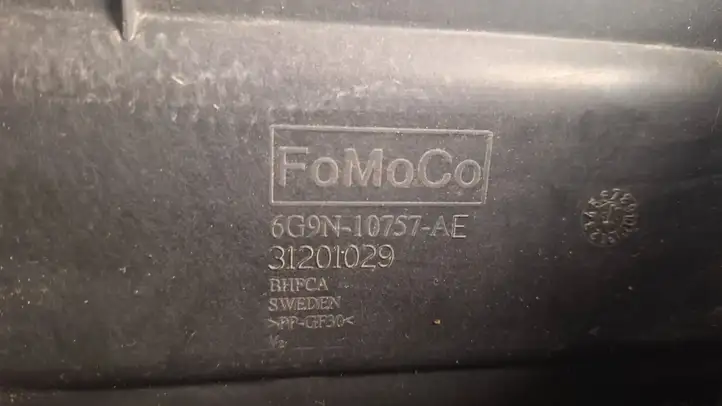 FoMoCo
6G9N-10757-AE
31201029
BHFCA
SWEDEN
>PP-GF30<